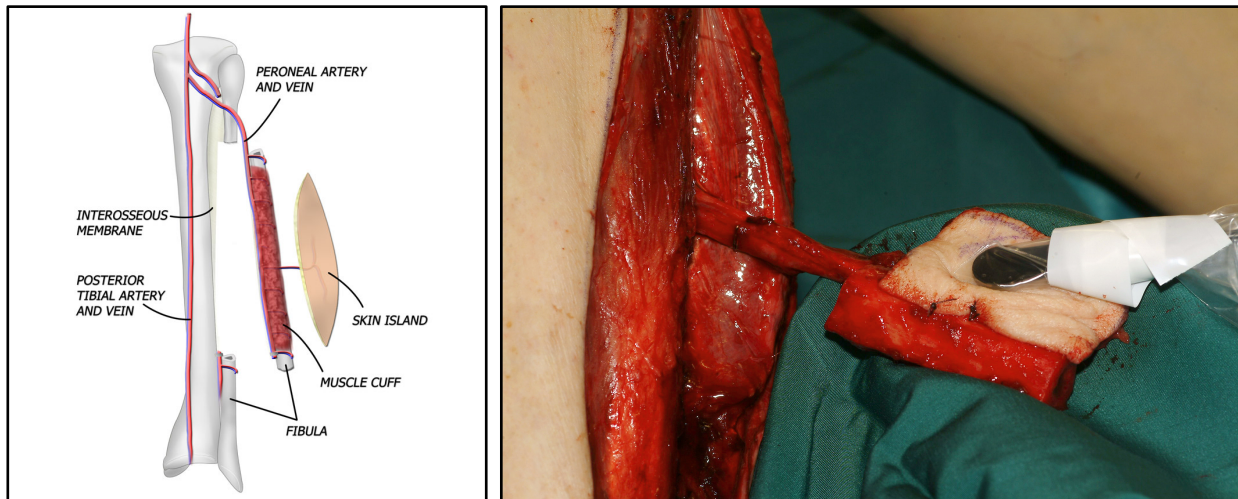 PERONEAL ARTERY
AND VEIN
INTEROSSEOUS
MEMBRANE
POSTERIOR
TIBIAL ARTERY
AND VEIN
SKIN ISLAND
MUSCLE CUFF
FIBULA